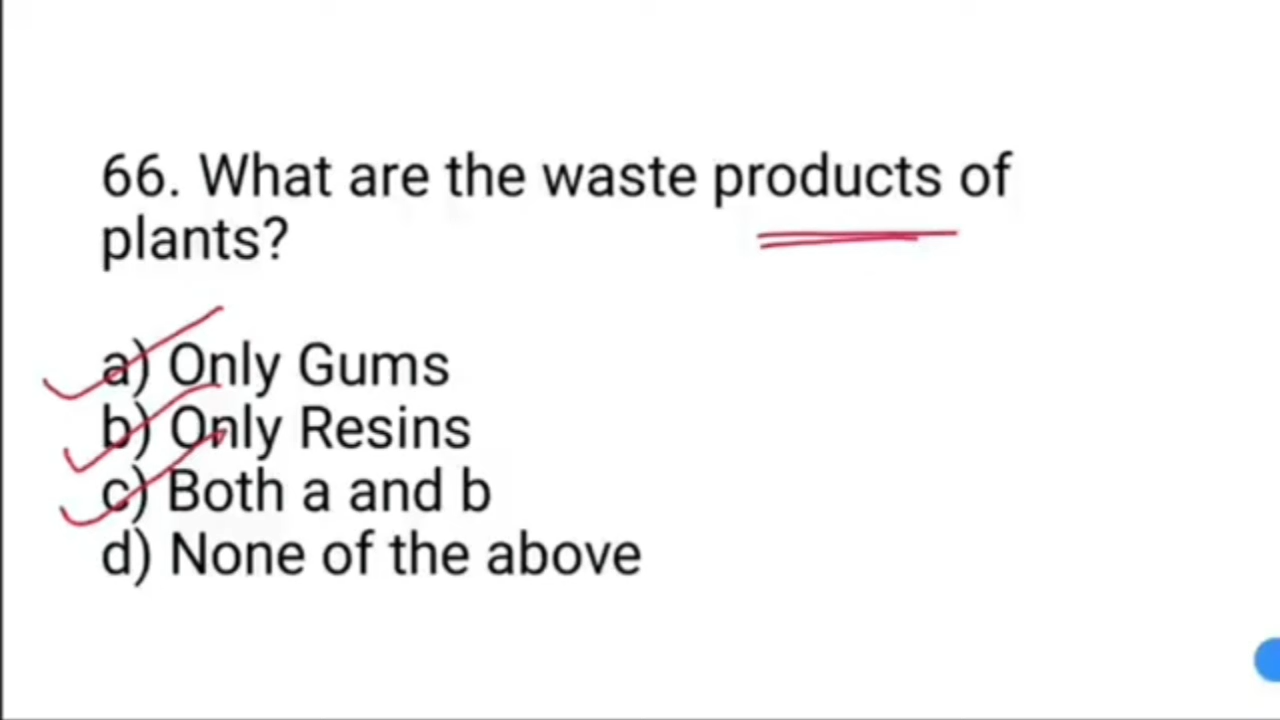 66. What are the waste products of
plants?
a) Only Gums
b) Only Resins
c) Both a and b
d) None of the above